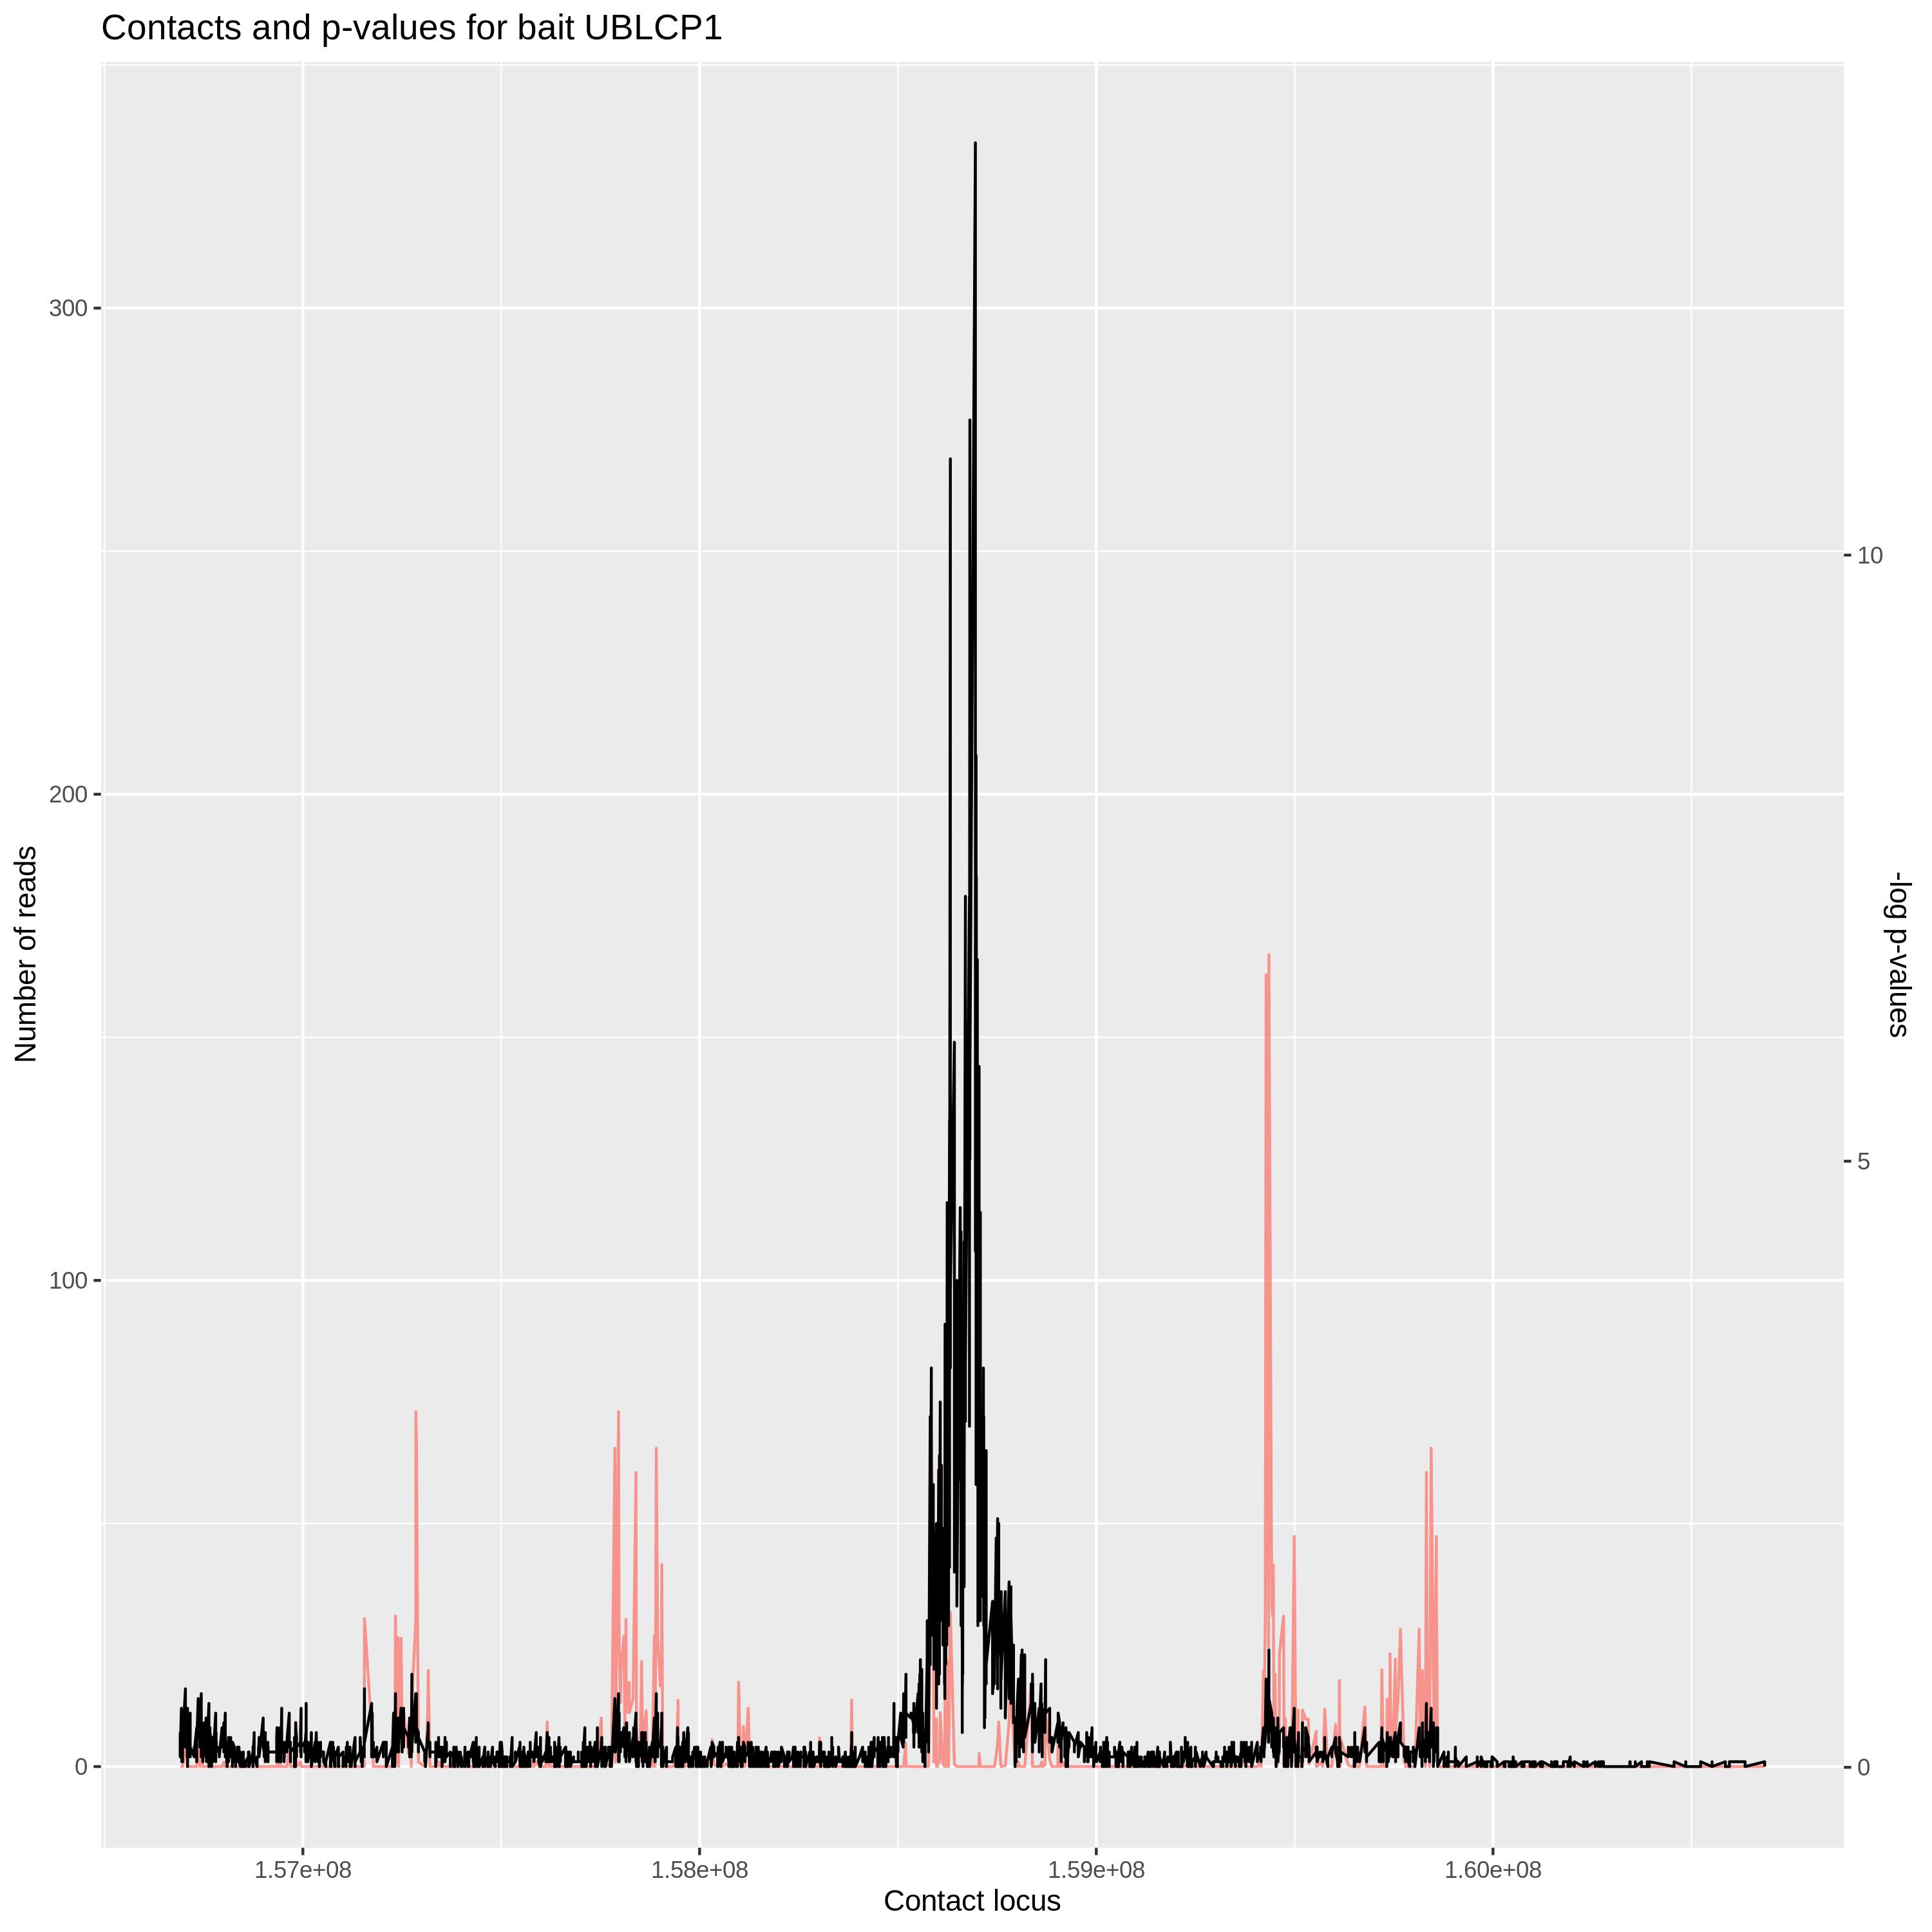 Contacts and p-values for bait UBLCP1
300
200
100
0
Number of reads
10
5
0
-log p-values
1.57e+08 1.58e+08 1.59e+08 1.60e+08
Contact locus